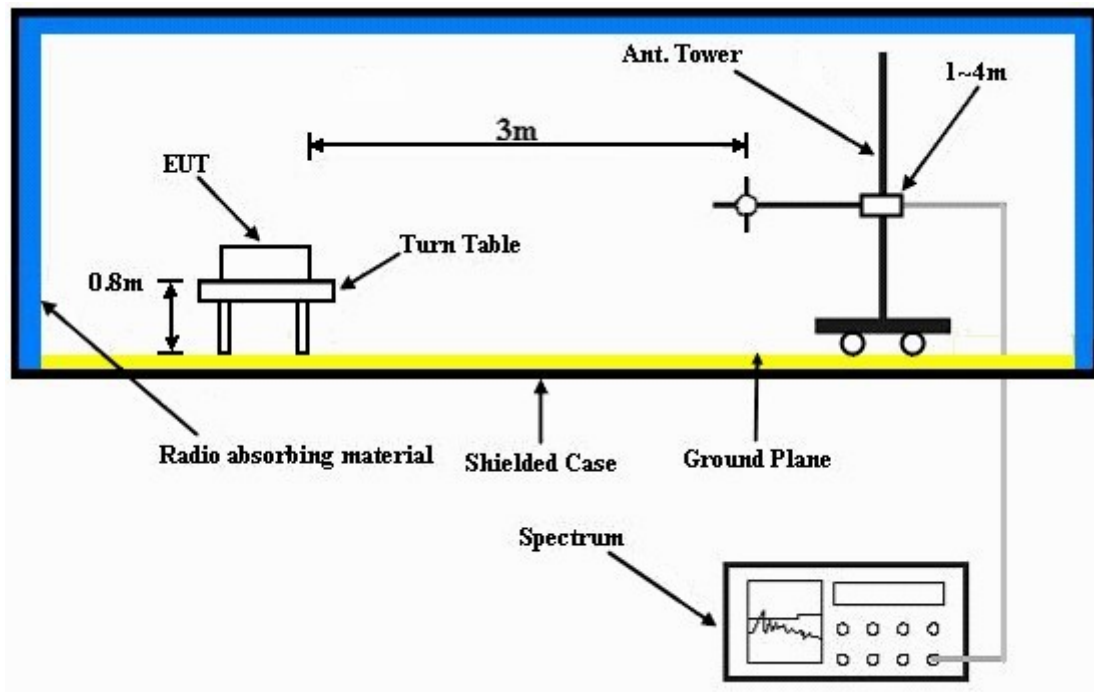 Ant. Tower
1~4m
3m
EUT
Turn Table
0.8m
Radio absorbing material
Shielded Case
Ground Plane
Spectrum